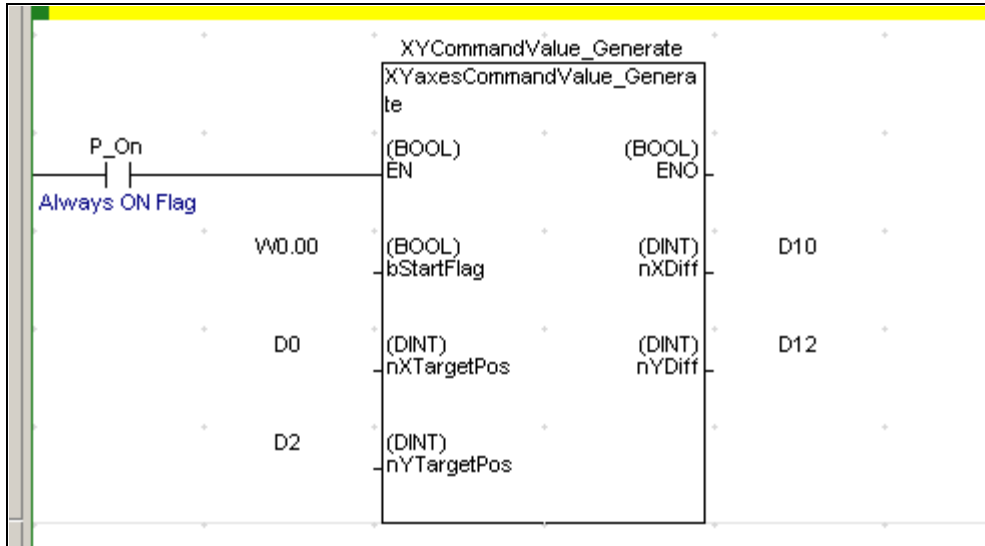 XYCommandValue_Generate
XYaxesCommandValue_Genera
te
P_On
(BOOL) (BOOL)
EN ENO
Always ON Flag
W0.00 (BOOL) (DINT) D10
bStartFlag nXDiff
D0 (DINT) (DINT) D12
nXTargetPos nYDiff
D2 (DINT)
nYTargetPos